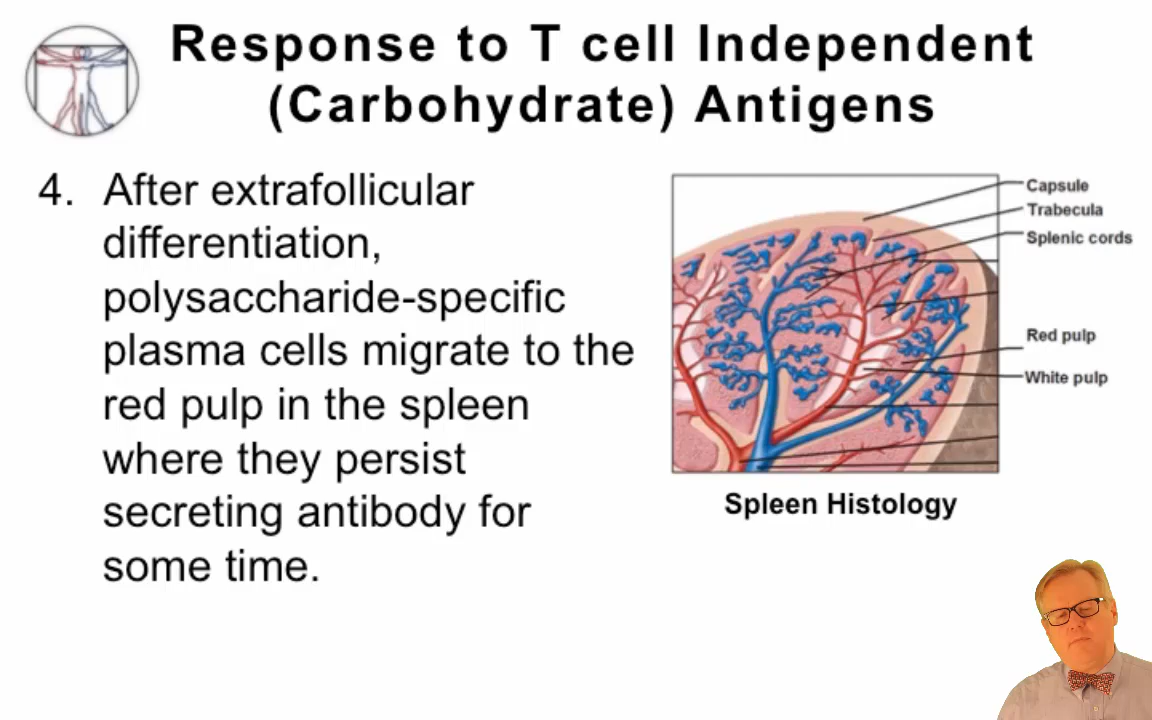 Response to T cell Independent
(Carbohydrate) Antigens
4. After extrafollicular
differentiation,
polysaccharide-specific
plasma cells migrate to the
red pulp in the spleen
where they persist
secreting antibody for
some time.
Capsule
Trabecula
Splenic cords
Red pulp
White pulp
Spleen Histology